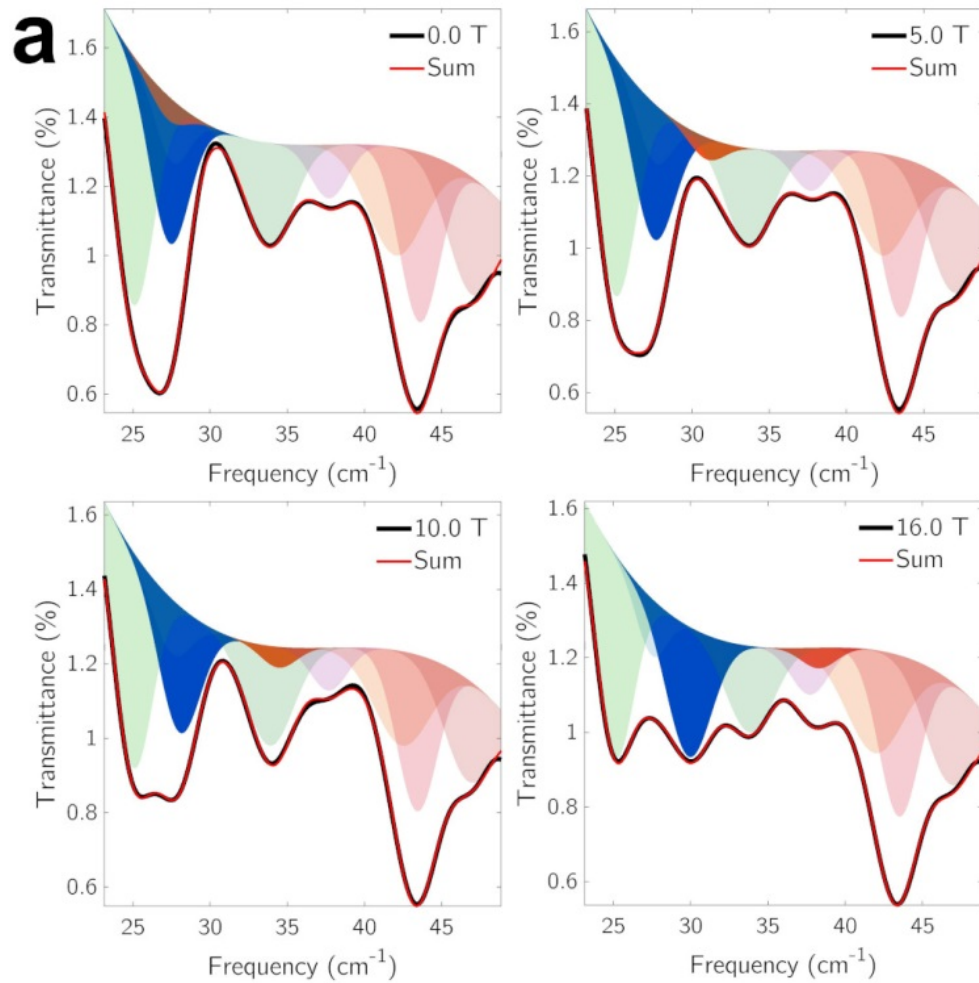 a
0.0 T
Sum
Transmittance (%)
1.6
1.4
1.2
1
0.8
0.6
25 30 35 40 45
Frequency (cm-1)
5.0 T
Sum
Transmittance (%)
1.6
1.4
1.2
1
0.8
0.6
25 30 35 40 45
Frequency (cm-1)
10.0 T
Sum
Transmittance (%)
1.6
1.4
1.2
1
0.8
0.6
25 30 35 40 45
Frequency (cm-1)
16.0 T
Sum
Transmittance (%)
1.6
1.4
1.2
1
0.8
0.6
25 30 35 40 45
Frequency (cm-1)